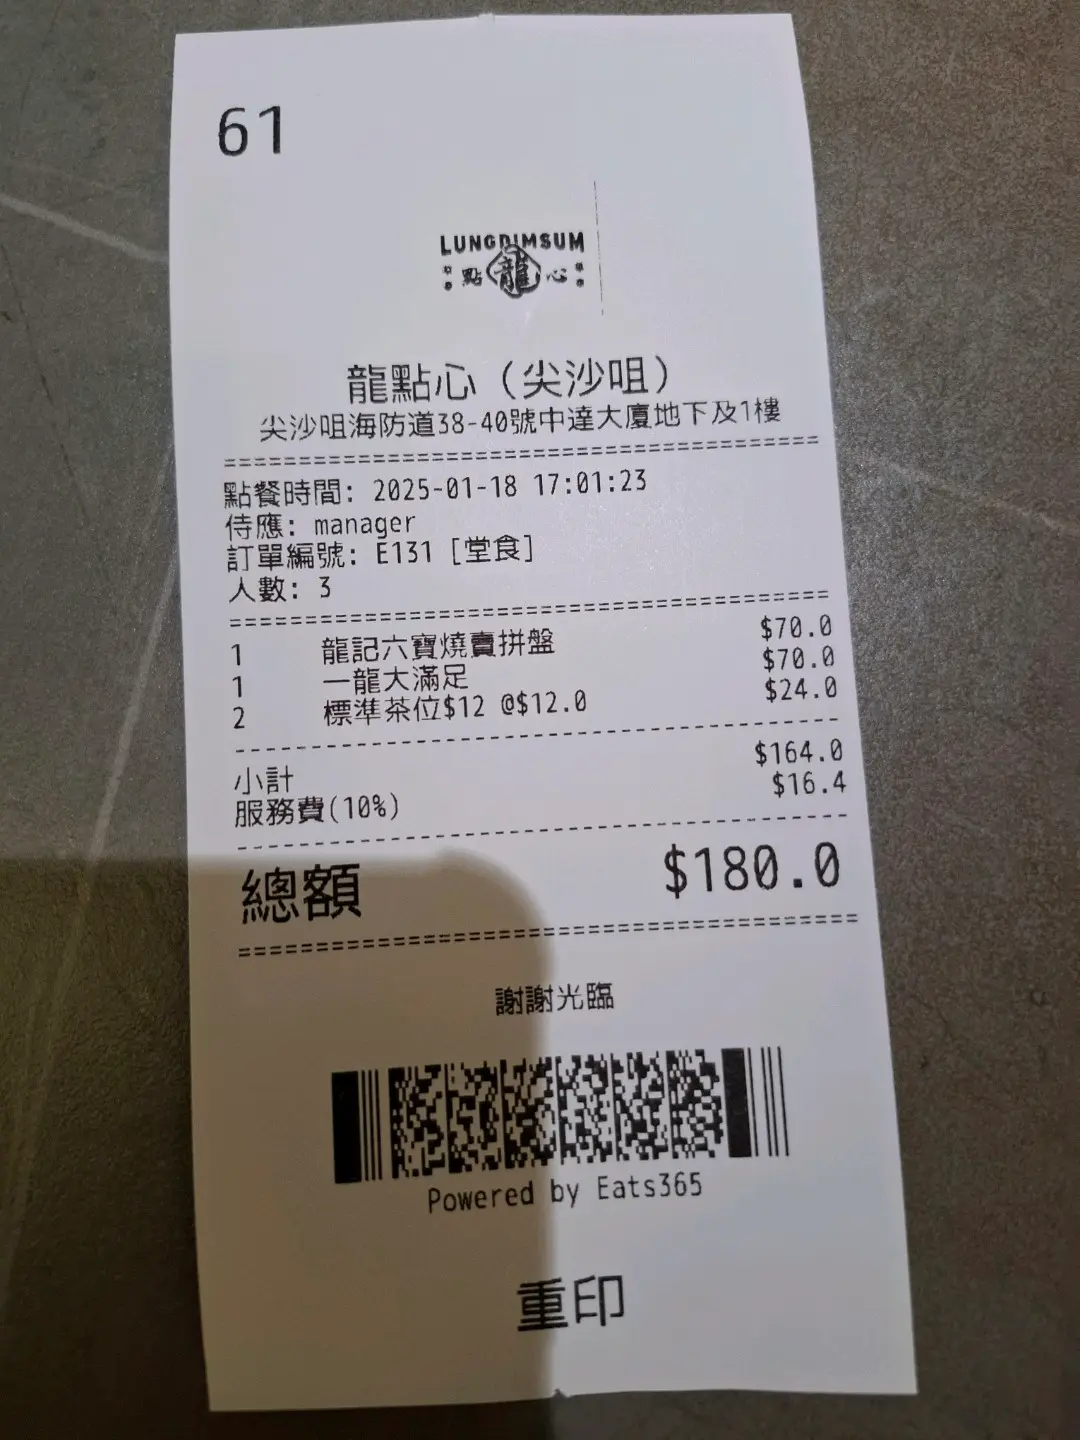 61
LUNGDIMSUM
點龍心
龍點心（尖沙咀）
尖沙咀海防道38-40號中達大廈地下及1樓
點餐時間: 2025-01-18 17:01:23
侍應: manager
訂單編號: E131 [堂食]
人數: 3
1 龍記六寶燒賣拼盤 $70.0
1 一龍大滿足 $70.0
2 標準茶位$12 @$12.0 $24.0
小計 $164.0
服務費(10%) $16.4
總額 $180.0
謝謝光臨
Powered by Eats365
重印